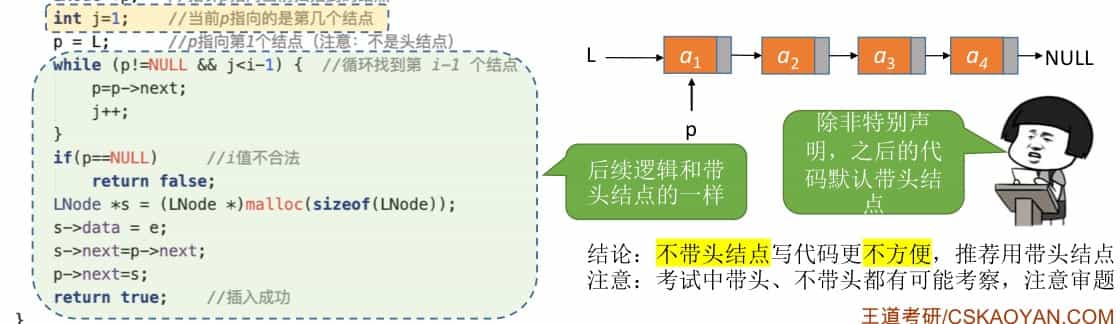 int j=1; //当前p指向的是第几个结点
p = L; //p指向第1个结点（注意：不是头结点）
while (p!=NULL && j<i-1) { //循环找到第 i-1 个结点
p=p->next;
j++;
}
if(p==NULL) //i值不合法
return false;
LNode *s = (LNode *)malloc(sizeof(LNode));
s->data = e;
s->next=p->next;
p->next=s;
return true; //插入成功
}
L
a1
a2
a3
a4
NULL
p
后续逻辑和带
头结点的一样
除非特别声
明，之后的代
码默认带头结
点
结论：不带头结点写代码更不方便，推荐用带头结点
注意：考试中带头、不带头都有可能考察，注意审题
王道考研/CSKAOYAN.COM